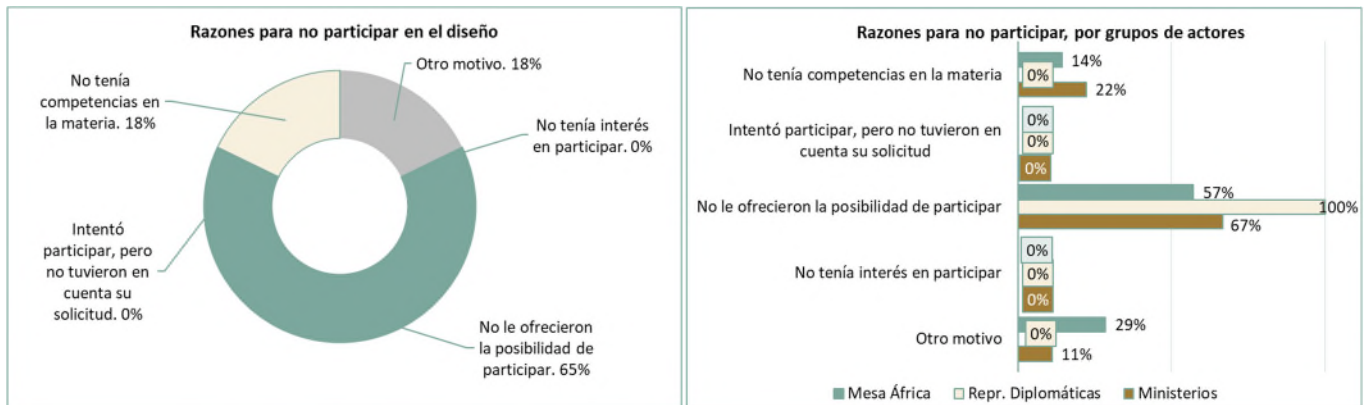 Razones para no participar en el diseño
Otro motivo. 18%
No tenía
competencias en
la materia. 18%
No tenía interés
en participar. 0%
Intentó
participar, pero
no tuvieron en
cuenta su
solicitud. 0%
No le ofrecieron
la posibilidad de
participar. 65%
Razones para no participar, por grupos de actores
No tenía competencias en la materia
14%
0%
22%
Intentó participar, pero no tuvieron en
cuenta su solicitud
0%
0%
0%
No le ofrecieron la posibilidad de participar
57%
100%
67%
No tenía interés en participar
0%
0%
0%
Otro motivo
29%
0%
11%
Mesa África Repr. Diplomáticas Ministerios